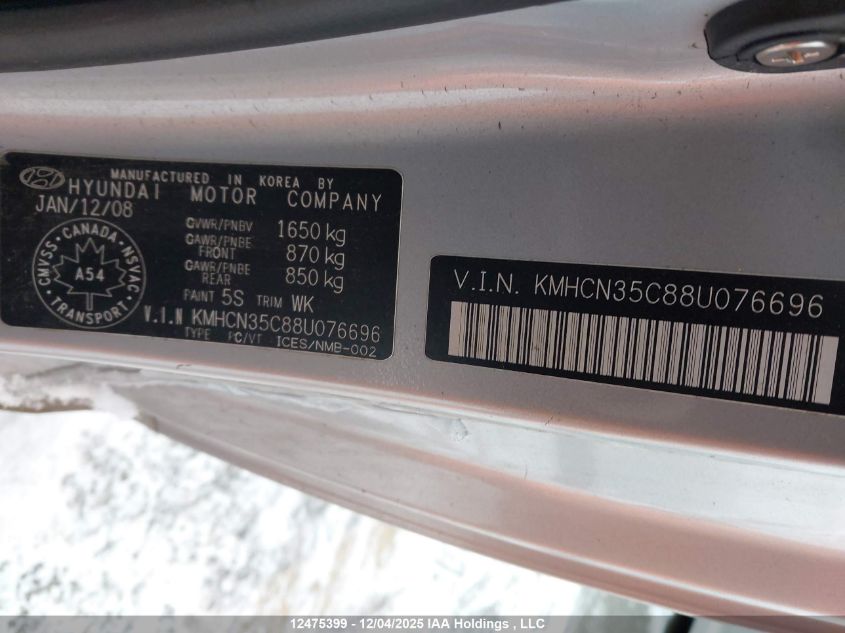 MANUFACTURED IN KOREA BY
HYUNDAI MOTOR COMPANY
JAN/12/08
GVWR/PNBV 1650 kg
GAWR/PNBE FRONT 870 kg
GAWR/PNBE REAR 850 kg
PAINT 5S TRIM WK
V.I.N KMHCN35C88U076696
TYPE PC/VT ICES/NMB-002
CMVSS · CANADA · NSVAC
A54
TRANSPORT
V.I.N. KMHCN35C88U076696
12475399 - 12/04/2025 IAA Holdings, LLC